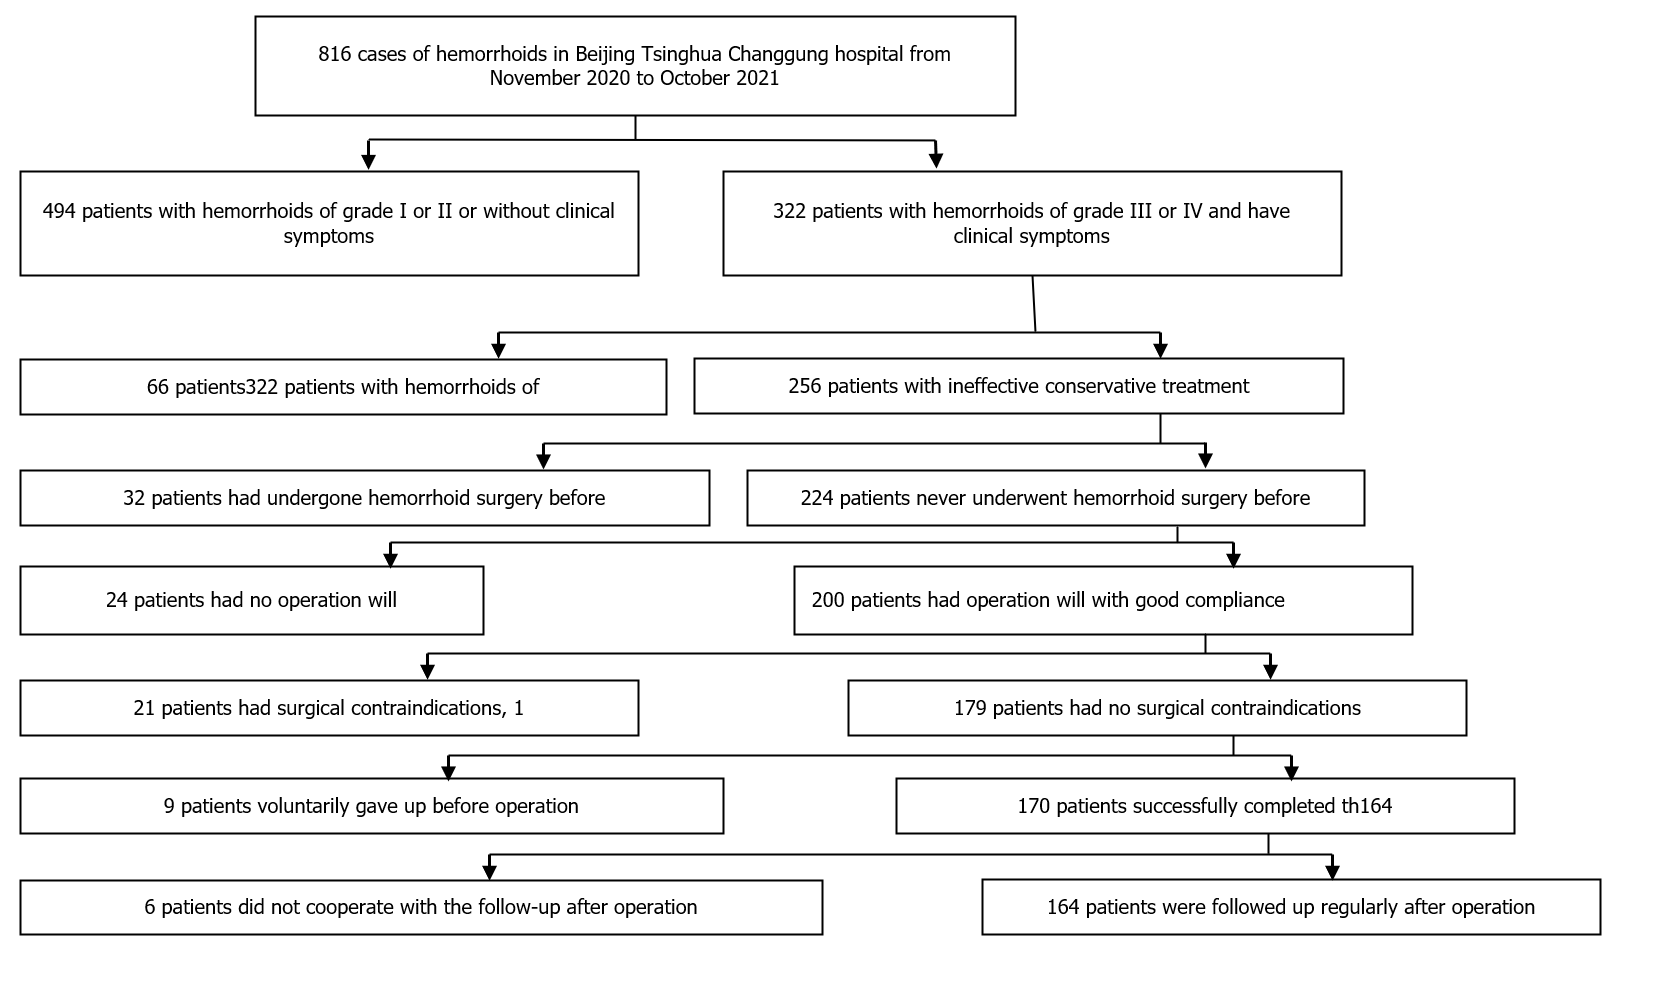 816 cases of hemorrhoids in Beijing Tsinghua Changgung hospital from
November 2020 to October 2021
494 patients with hemorrhoids of grade I or II or without clinical
symptoms
322 patients with hemorrhoids of grade III or IV and have
clinical symptoms
66 patients322 patients with hemorrhoids of
256 patients with ineffective conservative treatment
32 patients had undergone hemorrhoid surgery before
224 patients never underwent hemorrhoid surgery before
24 patients had no operation will
200 patients had operation will with good compliance
21 patients had surgical contraindications, 1
179 patients had no surgical contraindications
9 patients voluntarily gave up before operation
170 patients successfully completed th164
6 patients did not cooperate with the follow-up after operation
164 patients were followed up regularly after operation